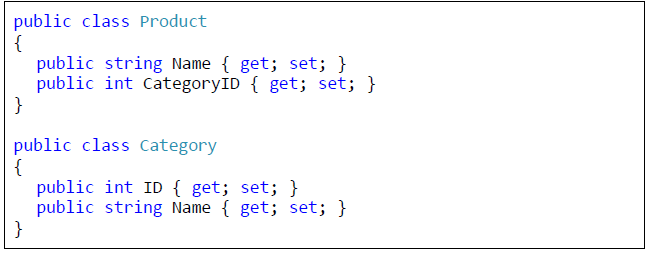 public class Product
{
public string Name { get; set; }
public int CategoryID { get; set; }
}
public class Category
{
public int ID { get; set; }
public string Name { get; set; }
}